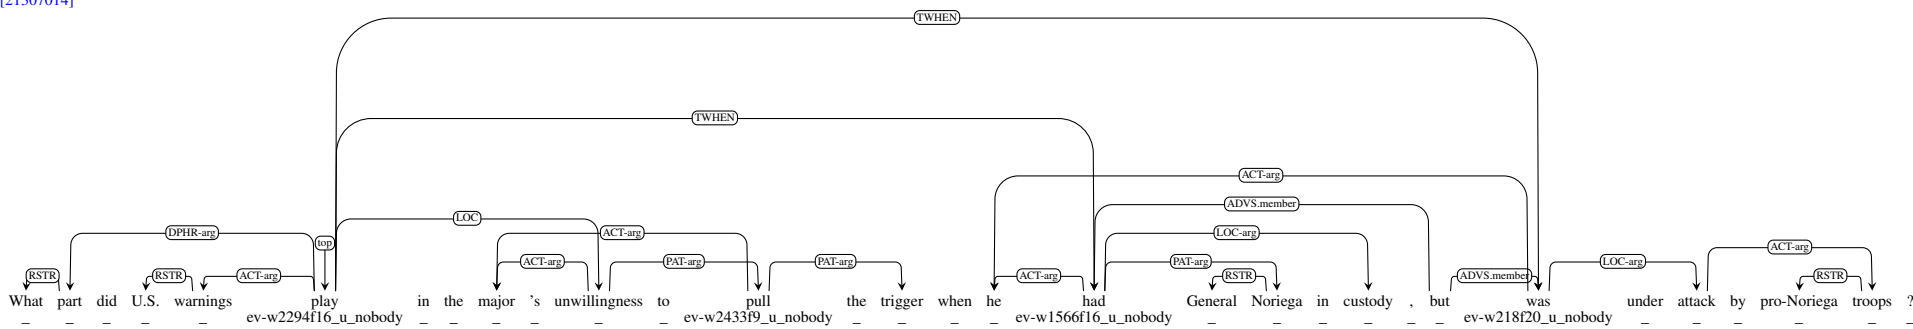 [21567014]
TWHEN
TWHEN
ACT-arg
ADVS.member
LOC
DPHR-arg ACT-arg LOC-arg
top ACT-arg
ACT-arg PAT-arg PAT-arg PAT-arg LOC-arg
RSTR RSTR ACT-arg ACT-arg RSTR ADVS.member RSTR
What part did U.S. warnings play in the major 's unwillingness to pull the trigger when he had General Noriega in custody , but was under attack by pro-Noriega troops ?
_ _ _ _ _ ev-w2294f16_u_nobody _ _ _ _ _ _ ev-w2433f9_u_nobody _ _ _ _ ev-w1566f16_u_nobody _ _ _ _ _ _ ev-w218f20_u_nobody _ _ _ _ _ _